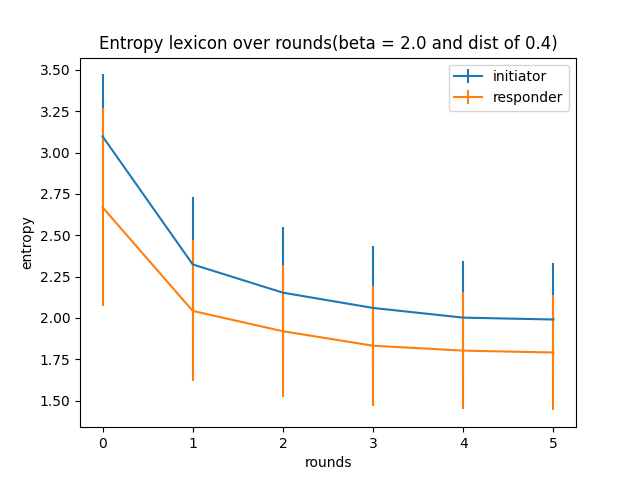 Entropy lexicon over rounds(beta = 2.0 and dist of 0.4)
initiator
responder
3.50
3.25
3.00
2.75
2.50
2.25
2.00
1.75
1.50
entropy
0 1 2 3 4 5
rounds